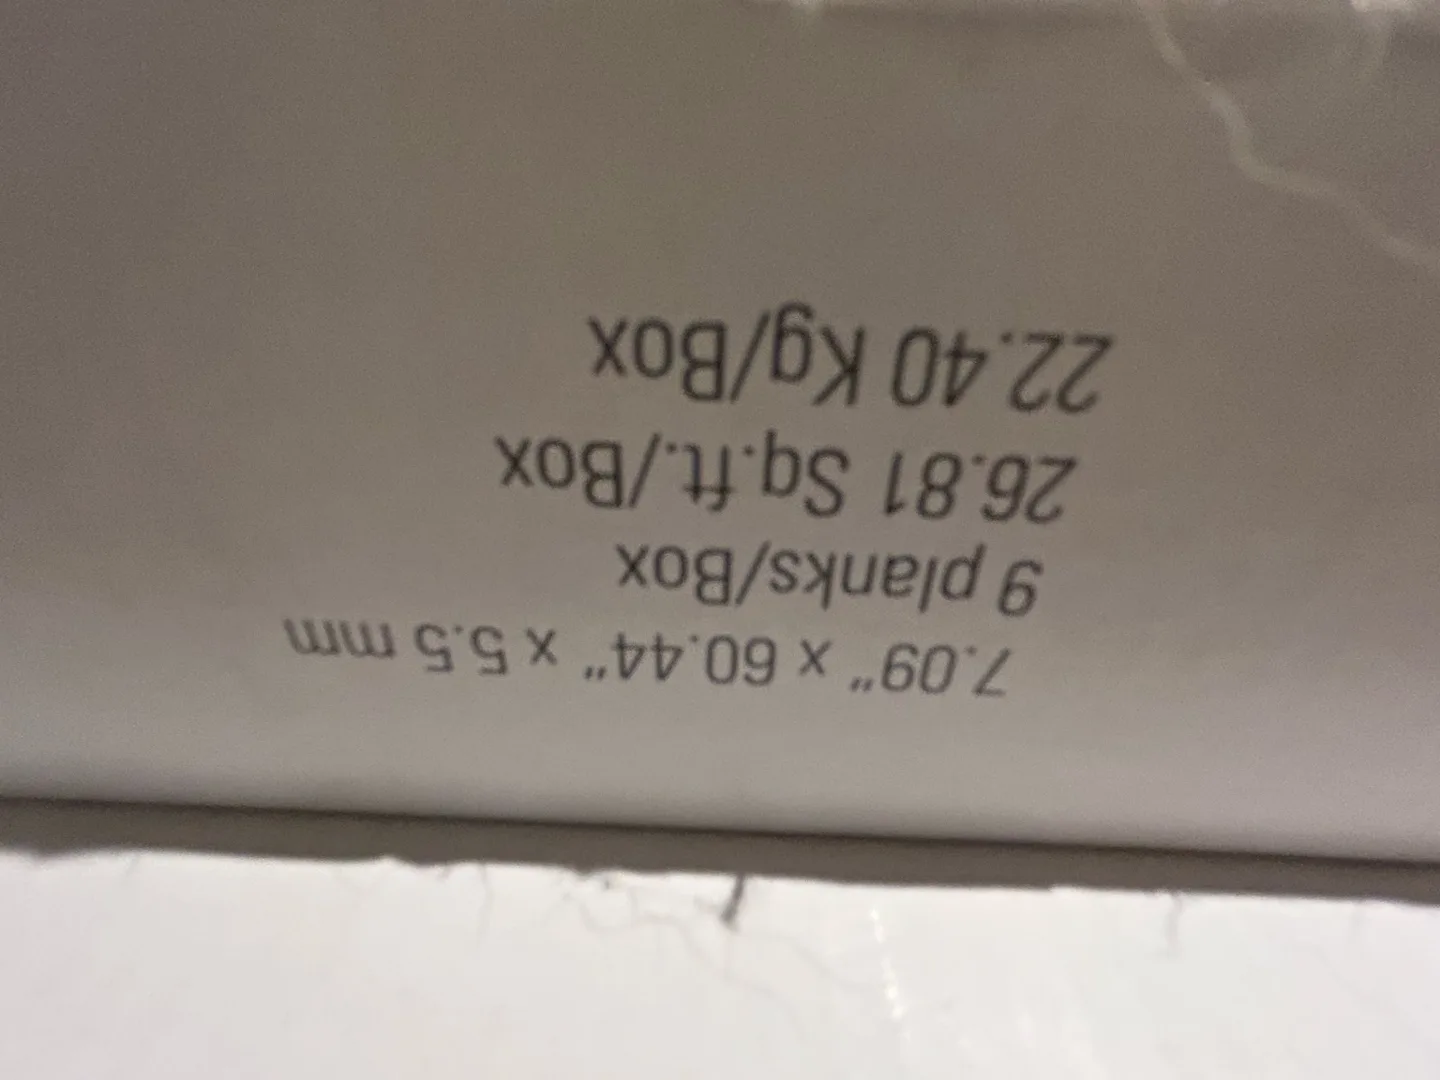 7.09" x 60.44" x 5.5 mm
9 planks/Box
26.81 Sq.ft./Box
22.40 Kg/Box